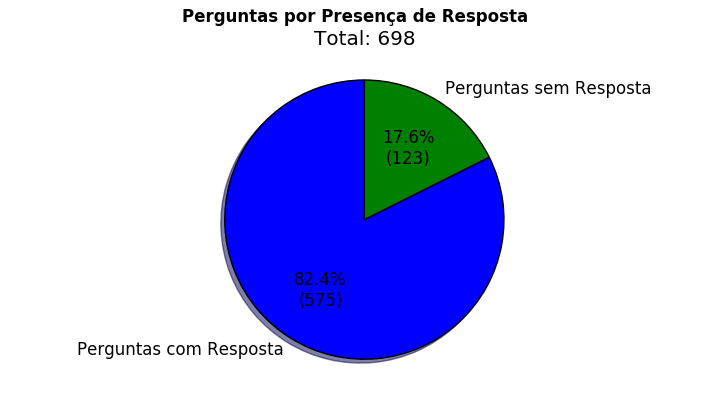 Perguntas por Presença de Resposta
Total: 698
Perguntas sem Resposta
17.6%
(123)
82.4%
(575)
Perguntas com Resposta